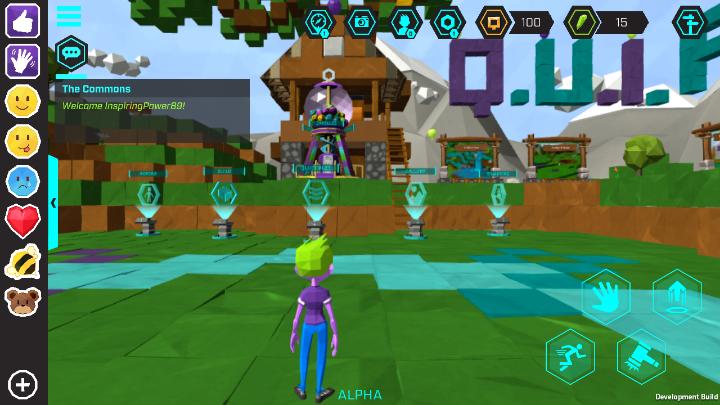 100
15
Q.U.I.
The Commons
Welcome InspiringPower89!
ALPHA
Development Build